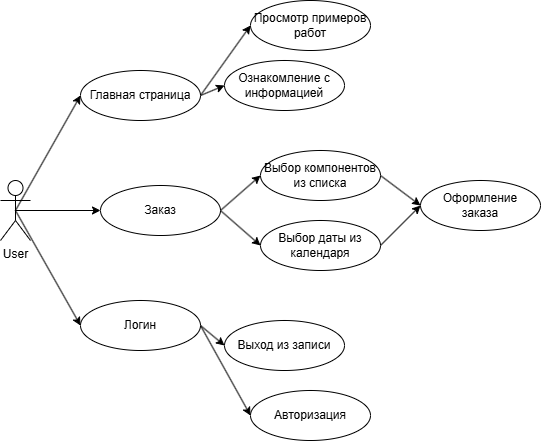 Просмотр примеров
работ
Ознакомление с
информацией
Главная страница
Выбор компонентов
из списка
Оформление
заказа
Заказ
Выбор даты из
календаря
User
Логин
Выход из записи
Авторизация